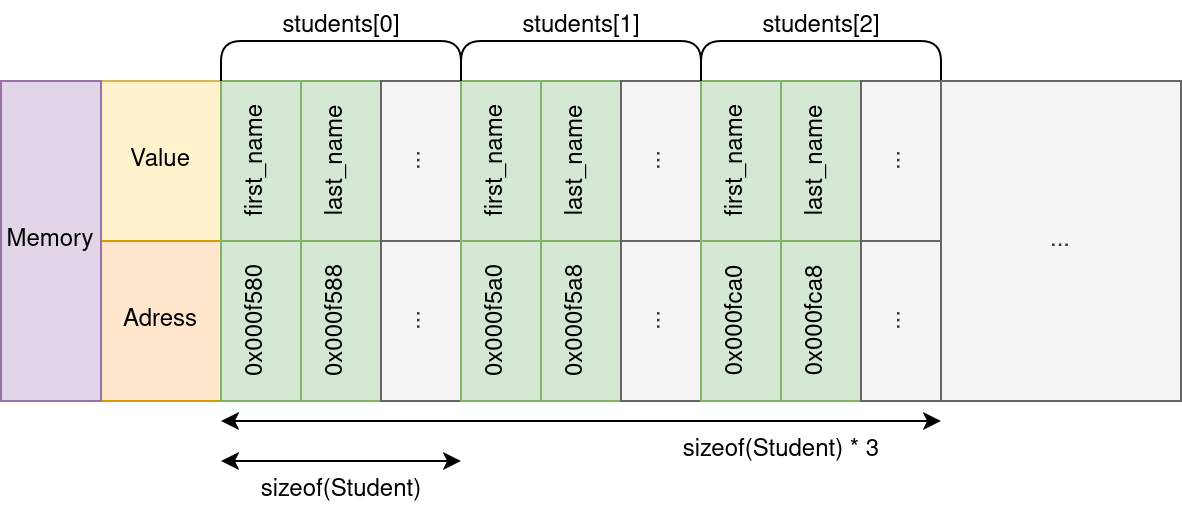 students[0] students[1] students[2]
Memory
Value
first_name
last_name
...
first_name
last_name
...
first_name
last_name
...
...
Adress
0x000f580
0x000f588
...
0x000f5a0
0x000f5a8
...
0x000fca0
0x000fca8
...
sizeof(Student) * 3
sizeof(Student)